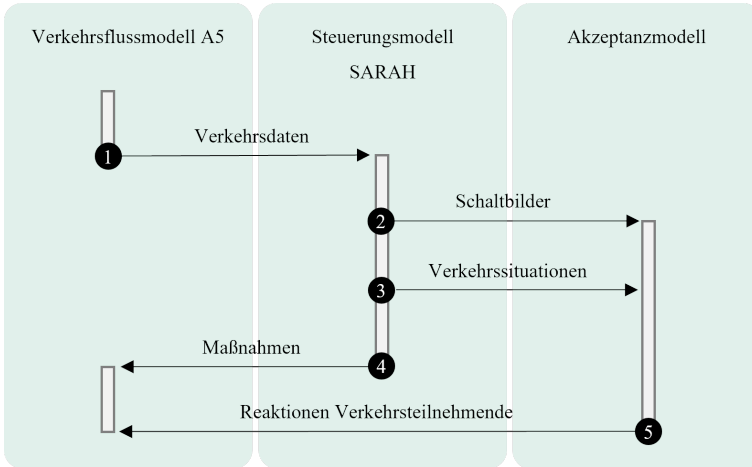 Verkehrsflussmodell A5
Steuerungsmodell
SARAH
Akzeptanzmodell
Verkehrsdaten
1
Schaltbilder
2
Verkehrssituationen
3
Maßnahmen
4
Reaktionen Verkehrsteilnehmende
5